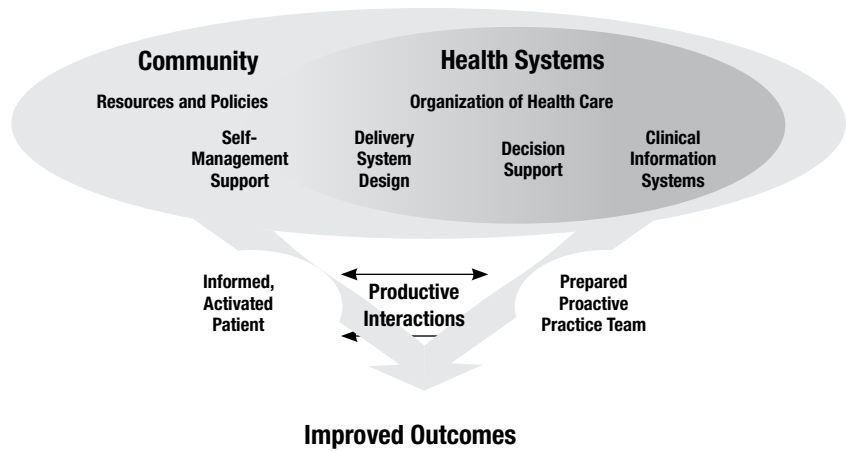 Community
Health Systems
Resources and Policies
Organization of Health Care
Self-
Management
Support
Delivery
System
Design
Decision
Support
Clinical
Information
Systems
Informed,
Activated
Patient
Productive
Interactions
Prepared
Proactive
Practice Team
Improved Outcomes